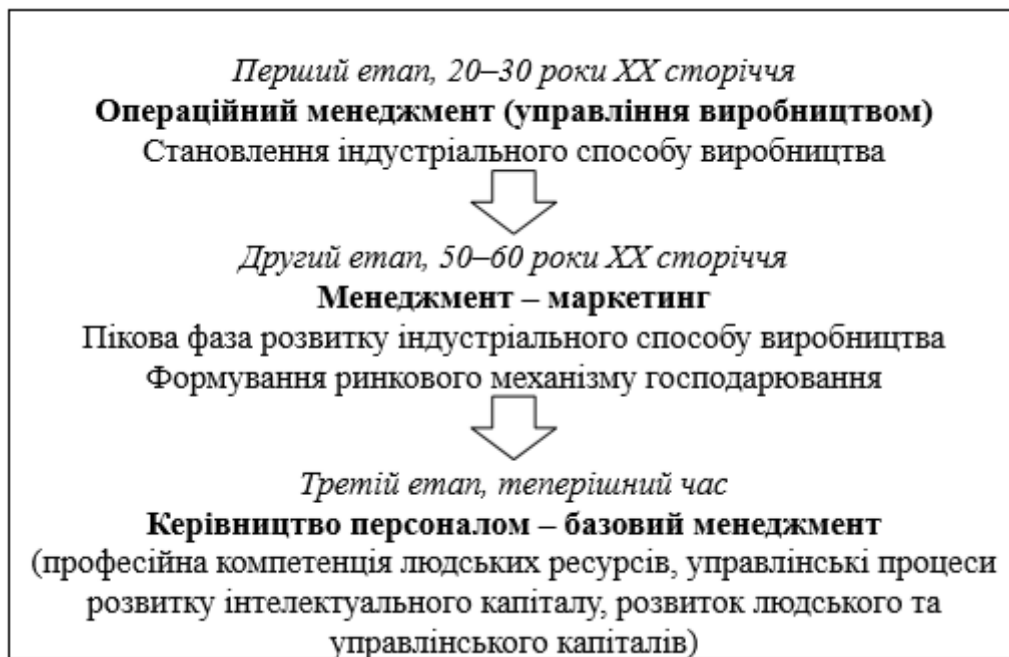 Перший етап, 20–30 роки XX сторіччя
Операційний менеджмент (управління виробництвом)
Становлення індустріального способу виробництва
Другий етап, 50–60 роки XX сторіччя
Менеджмент – маркетинг
Пікова фаза розвитку індустріального способу виробництва
Формування ринкового механізму господарювання
Третій етап, теперішний час
Керівництво персоналом – базовий менеджмент
(професійна компетенція людських ресурсів, управлінські процеси
розвитку інтелектуального капіталу, розвиток людського та
управлінського капіталів)